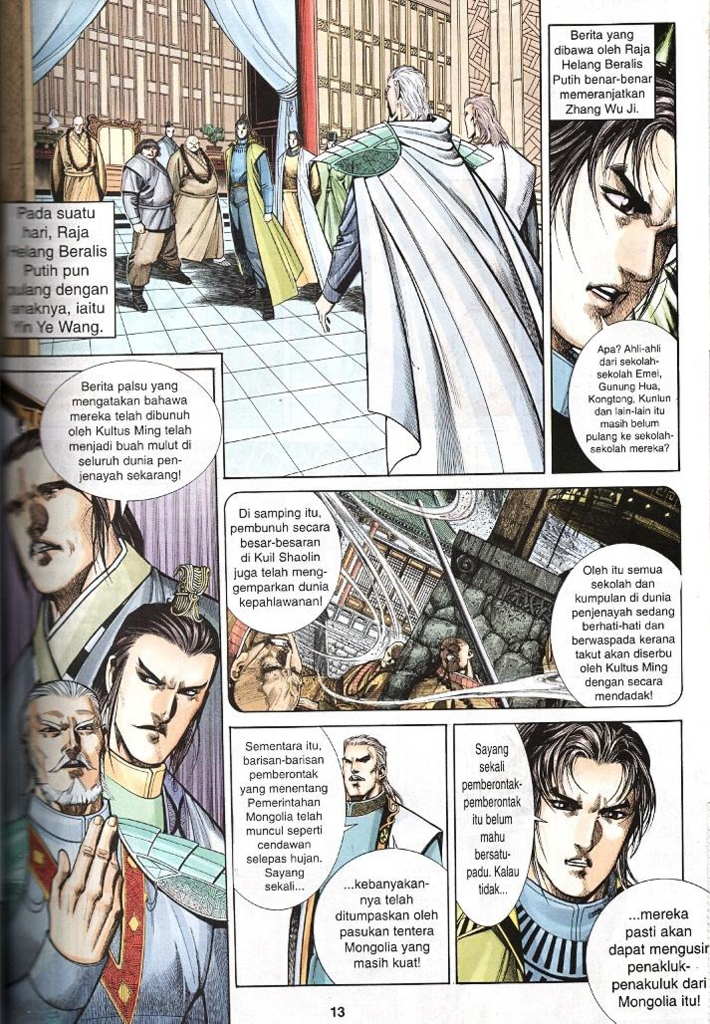 Pada suatu
hari, Raja
Helang Beralis
Putih pun
pulang dengan
anaknya, iaitu
Yin Ye Wang.
Berita yang
dibawa oleh Raja
Helang Beralis
Putih benar-benar
memeranjatkan
Zhang Wu Ji.
Apa? Ahli-ahli
dari sekolah-
sekolah Emei,
Gunung Hua,
Kongtong, Kunlun
dan lain-lain itu
masih belum
pulang ke sekolah-
sekolah mereka?
Berita palsu yang
mengatakan bahawa
mereka telah dibunuh
oleh Kultus Ming telah
menjadi buah mulut di
seluruh dunia pen-
jenayah sekarang!
Di samping itu,
pembunuh secara
besar-besaran
di Kuil Shaolin
juga telah meng-
gemparkan dunia
kepahlawanan!
Oleh itu semua
sekolah dan
kumpulan di dunia
penjenayah sedang
berhati-hati dan
berwaspada kerana
takut akan diserbu
oleh Kultus Ming
dengan secara
mendadak!
Sementara itu,
barisan-barisan
pemberontak
yang menentang
Pemerintahan
Mongolia telah
muncul seperti
cendawan
selepas hujan.
Sayang
sekali...
...kebanyakannya
telah
ditumpaskan oleh
pasukan tentera
Mongolia yang
masih kuat!
Sayang
sekali
pemberontak-
pemberontak
itu belum
mahu
bersatu-
padu. Kalau
tidak...
...mereka
pasti akan
dapat mengusir
penakluk-
penakuluk dari
Mongolia itu!
13